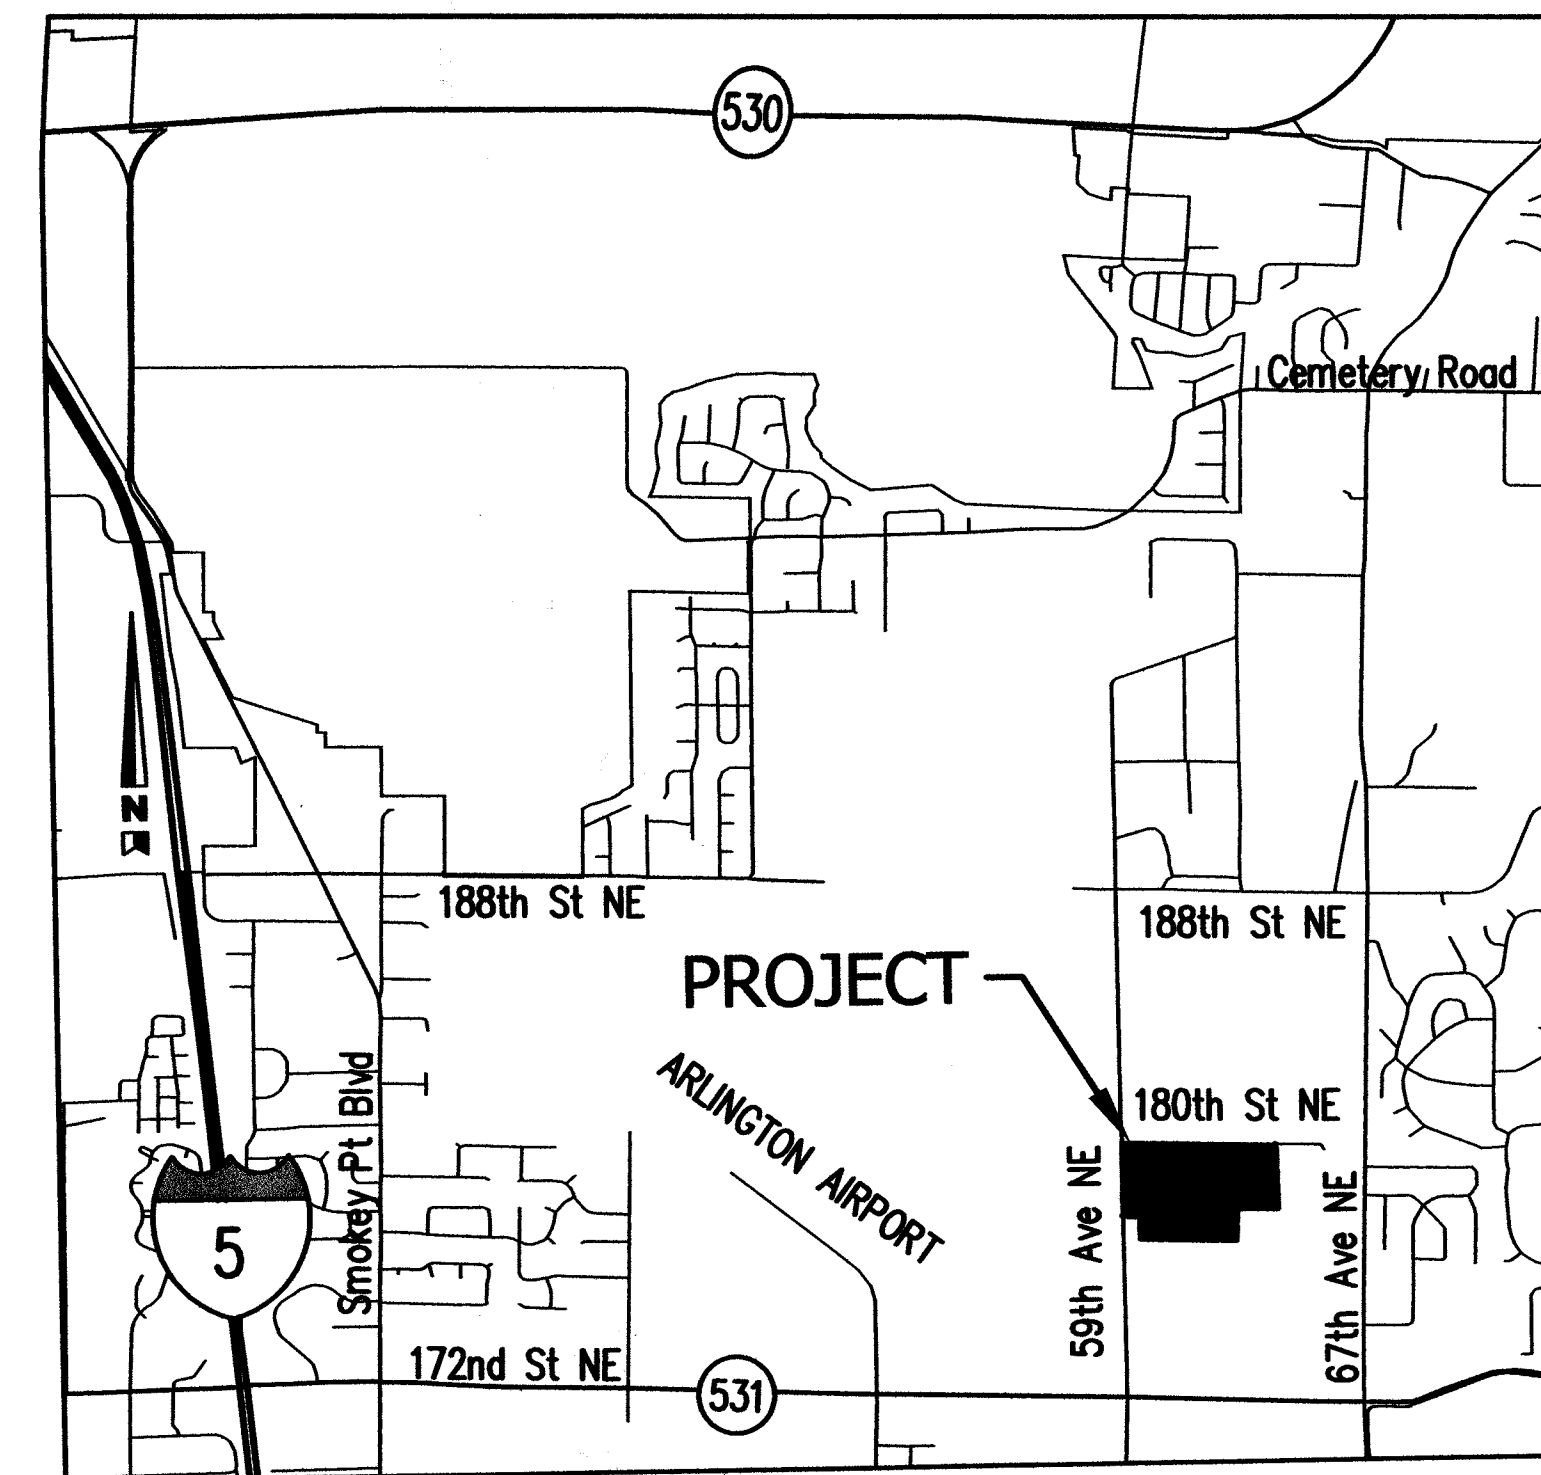 530
Cemetery Road
N
188th St NE
188th St NE
PROJECT
ARLINGTON AIRPORT
180th St NE
Smokey Pt Blvd
59th Ave NE
67th Ave NE
5
172nd St NE
531